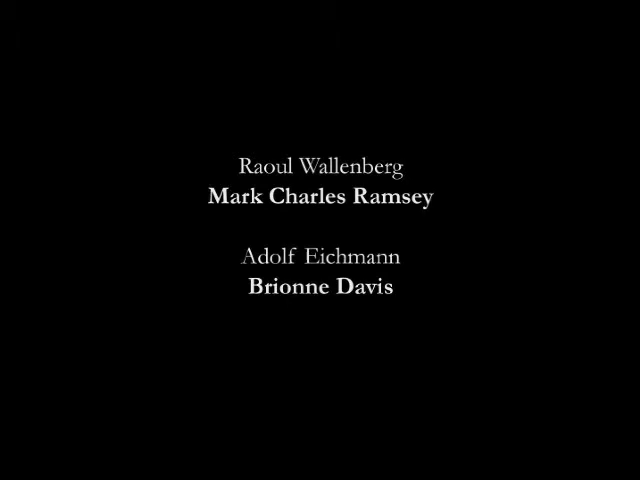 Raoul Wallenberg
Mark Charles Ramsey
Adolf Eichmann
Brionne Davis